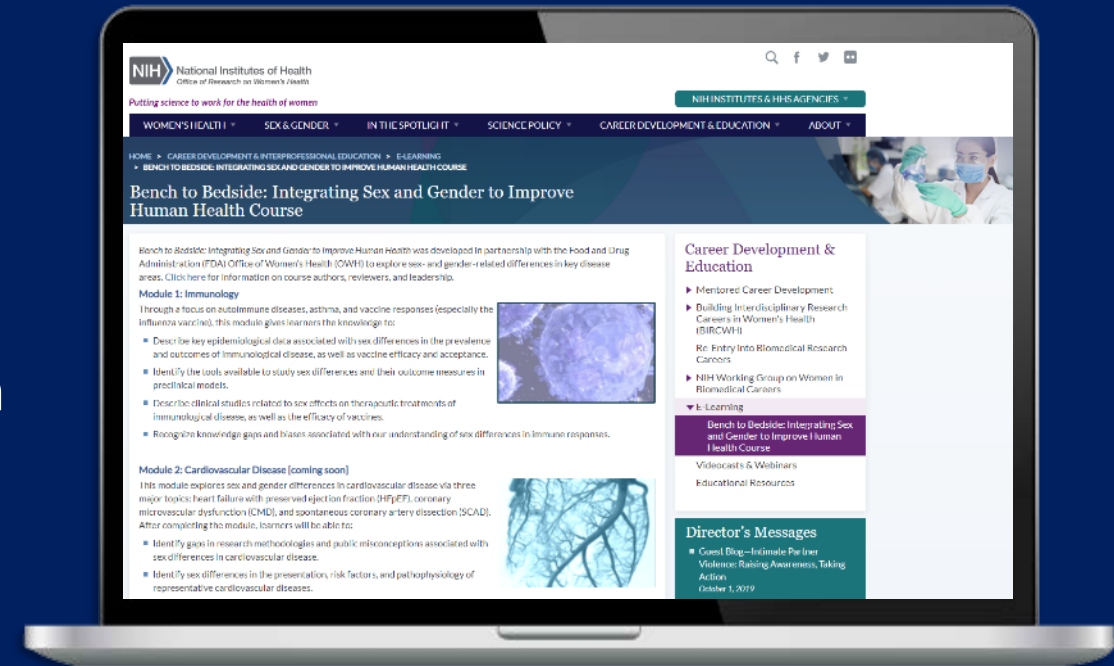 NIH National Institutes of Health
Office of Research on Women's Health
Putting science to work for the health of women
NIH INSTITUTES & HHS AGENCIES
WOMEN'S HEALTH
SEX & GENDER
IN THE SPOTLIGHT
SCIENCE POLICY
CAREER DEVELOPMENT & EDUCATION
ABOUT
HOME > CAREER DEVELOPMENT & INTERPROFESSIONAL EDUCATION > E-LEARNING
> BENCH TO BEDSIDE: INTEGRATING SEX AND GENDER TO IMPROVE HUMAN HEALTH COURSE
Bench to Bedside: Integrating Sex and Gender to Improve
Human Health Course
Bench to Bedside: Integrating Sex and Gender to Improve Human Health was developed in partnership with the Food and Drug
Administration (FDA) Office of Women's Health (OWH) to explore sex- and gender-related differences in key disease
areas. Click here for information on course authors, reviewers, and leadership.
Module 1: Immunology
Through a focus on autoimmune diseases, asthma, and vaccine responses (especially the
influenza vaccine), this module gives learners the knowledge to:
Describe key epidemiological data associated with sex differences in the prevalence
and outcomes of immunological disease, as well as vaccine efficacy and acceptance.
Identify the tools available to study sex differences and their outcome measures in
preclinical models.
Describe clinical studies related to sex effects on therapeutic treatments of
immunological disease, as well as the efficacy of vaccines.
Recognize knowledge gaps and biases associated with our understanding of sex differences in immune responses.
Module 2: Cardiovascular Disease [coming soon]
This module explores sex and gender differences in cardiovascular disease via three
major topics: heart failure with preserved ejection fraction (HFpEF), coronary
microvascular dysfunction (CMD), and spontaneous coronary artery dissection (SCAD).
After completing the module, learners will be able to:
Identify gaps in research methodologies and public misconceptions associated with
sex differences in cardiovascular disease.
Identify sex differences in the presentation, risk factors, and pathophysiology of
representative cardiovascular diseases.
Career Development &
Education
Mentored Career Development
Building Interdisciplinary Research
Careers in Women's Health
(BIRCWH)
Re-Entry into Biomedical Research
Careers
NIH Working Group on Women in
Biomedical Careers
E-Learning
Bench to Bedside: Integrating Sex
and Gender to Improve Human
Health Course
Videocasts & Webinars
Educational Resources
Director's Messages
Guest Blog—Intimate Partner
Violence: Raising Awareness, Taking
Action
October 1, 2019